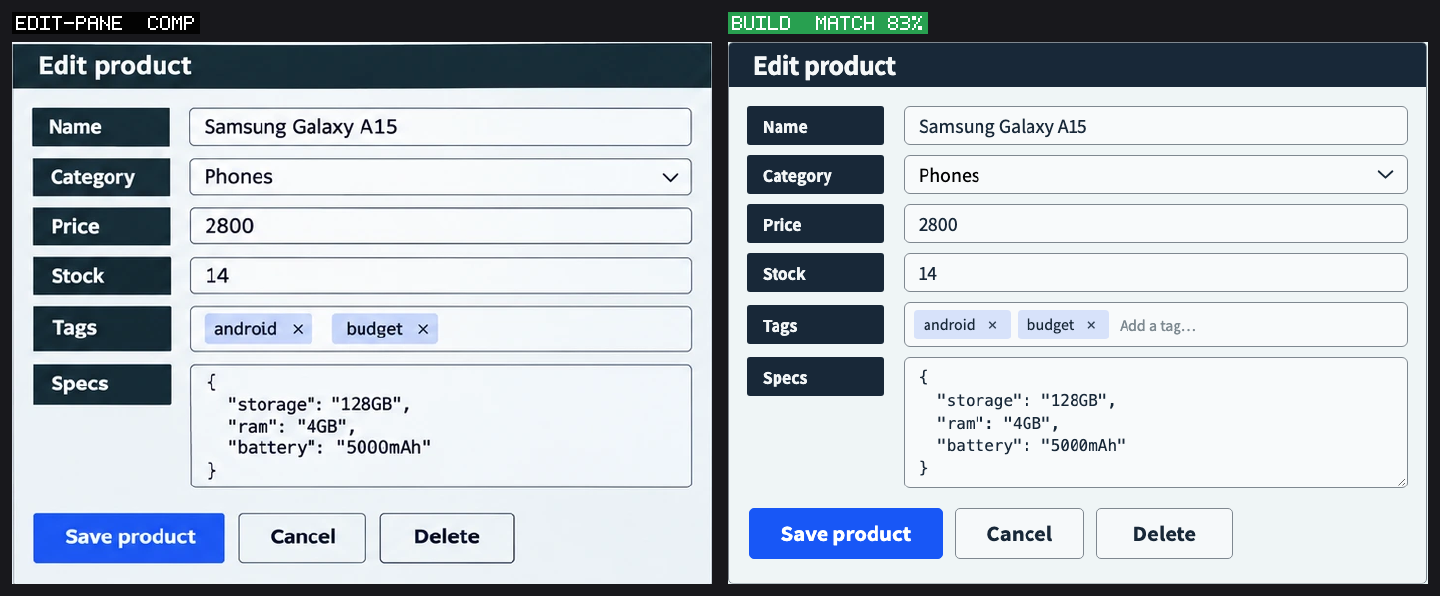 EDIT-PANE COMP
Edit product
Name
Samsung Galaxy A15
Category
Phones
Price
2800
Stock
14
Tags
android ×
budget ×
Specs
{
"storage": "128GB",
"ram": "4GB",
"battery": "5000mAh"
}
Save product
Cancel
Delete
BUILD MATCH 83%
Edit product
Name
Samsung Galaxy A15
Category
Phones
Price
2800
Stock
14
Tags
android ×
budget ×
Add a tag...
Specs
{
"storage": "128GB",
"ram": "4GB",
"battery": "5000mAh"
}
Save product
Cancel
Delete